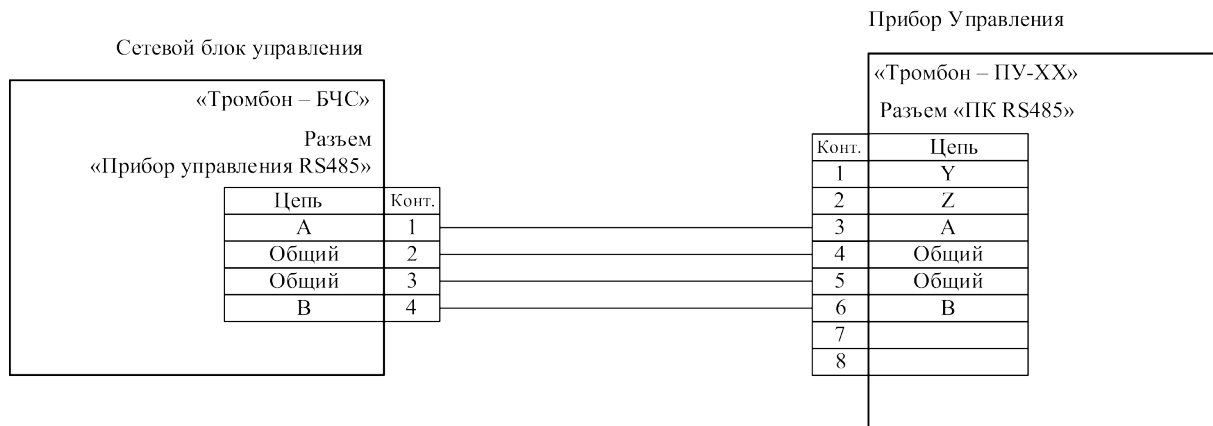 Прибор Управления
Сетевой блок управления
«Тромбон – БЧС»
Разъем
«Прибор управления RS485»
Цепь Конт.
A 1
Общий 2
Общий 3
B 4
«Тромбон – ПУ-ХХ»
Разъем «ПК RS485»
Конт. Цепь
1 Y
2 Z
3 A
4 Общий
5 Общий
6 B
7
8